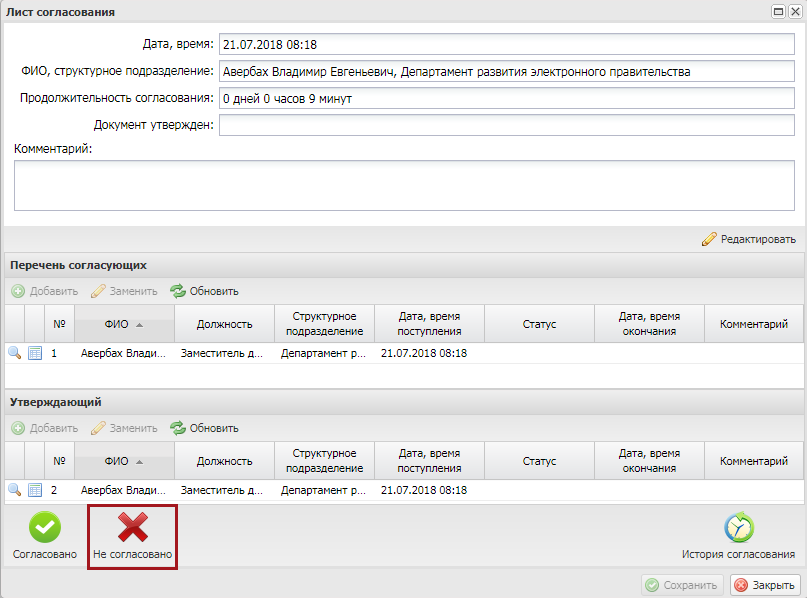 Лист согласования
Дата, время: 21.07.2018 08:18
ФИО, структурное подразделение: Авербах Владимир Евгеньевич, Департамент развития электронного правительства
Продолжительность согласования: 0 дней 0 часов 9 минут
Документ утвержден:
Комментарий:
Редактировать
Перечень согласующих
Добавить Заменить Обновить
№ ФИО Должность Структурное подразделение Дата, время поступления Статус Дата, время окончания Комментарий
1 Авербах Влади... Заместитель д... Департамент р... 21.07.2018 08:18
Утверждающий
Добавить Заменить Обновить
№ ФИО Должность Структурное подразделение Дата, время поступления Статус Дата, время окончания Комментарий
2 Авербах Влади... Заместитель д... Департамент р... 21.07.2018 08:18
Согласовано Не согласовано История согласования
Сохранить Закрыть